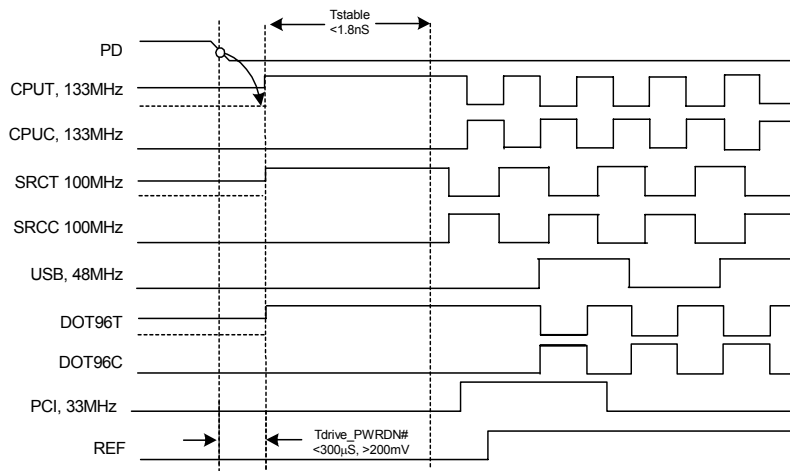 Tstable
<1.8nS
PD
CPUT, 133MHz
CPUC, 133MHz
SRCT 100MHz
SRCC 100MHz
USB, 48MHz
DOT96T
DOT96C
PCI, 33MHz
Tdrive_PWRDN#
<300µS, >200mV
REF